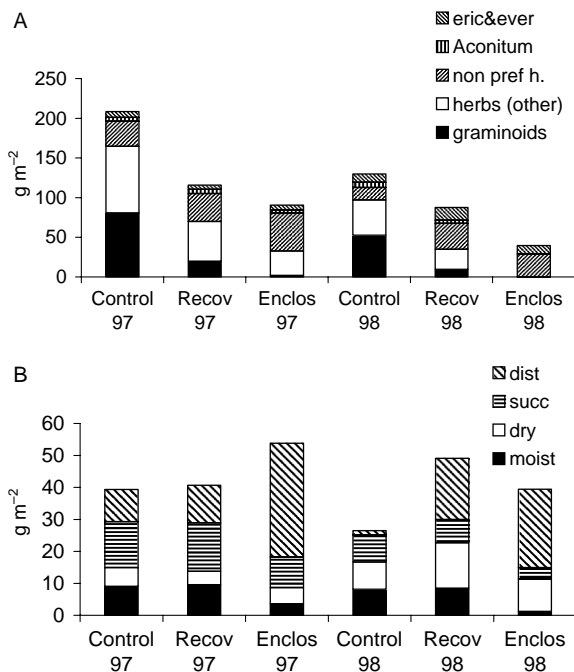 A
eric&ever
Aconitum
non pref h.
herbs (other)
graminoids
250
200
150
100
50
0
g m⁻²
Control Recov Enclos Control Recov Enclos
97 97 97 98 98 98
B
dist
succ
dry
moist
60
50
40
30
20
10
0
g m⁻²
Control Recov Enclos Control Recov Enclos
97 97 97 98 98 98